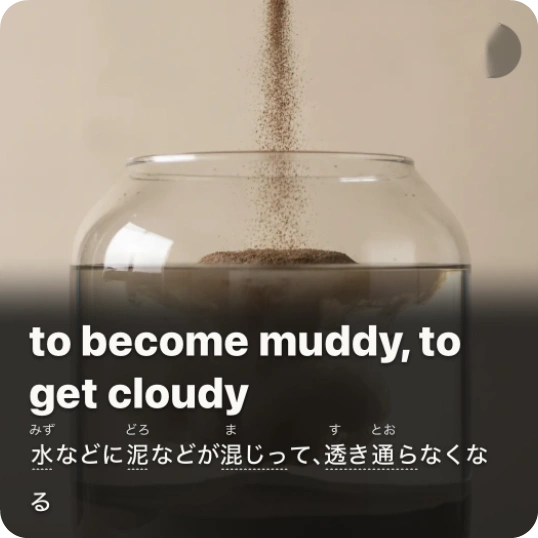 to become muddy, to
get cloudy
みず どろ ま す とお
水などに泥などが混じって、透き通らなくな
る